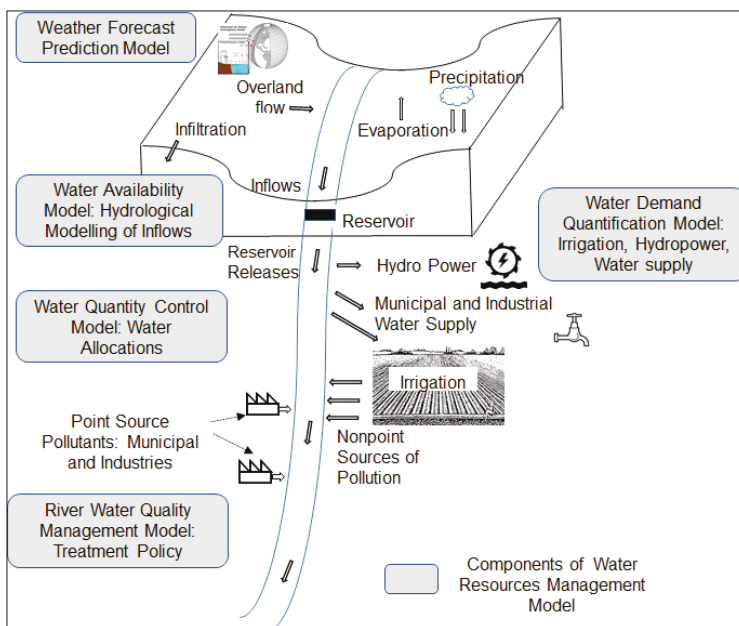 Weather Forecast
Prediction Model
Overland
flow
Precipitation
Infiltration
Evaporation
Water Availability
Model: Hydrological
Modelling of Inflows
Inflows
Reservoir
Water Demand
Quantification Model:
Irrigation, Hydropower,
Water supply
Reservoir
Releases
Hydro Power
Water Quantity Control
Model: Water
Allocations
Municipal and Industrial
Water Supply
Irrigation
Point Source
Pollutants: Municipal
and Industries
Nonpoint
Sources of
Pollution
River Water Quality
Management Model:
Treatment Policy
Components of Water
Resources Management
Model